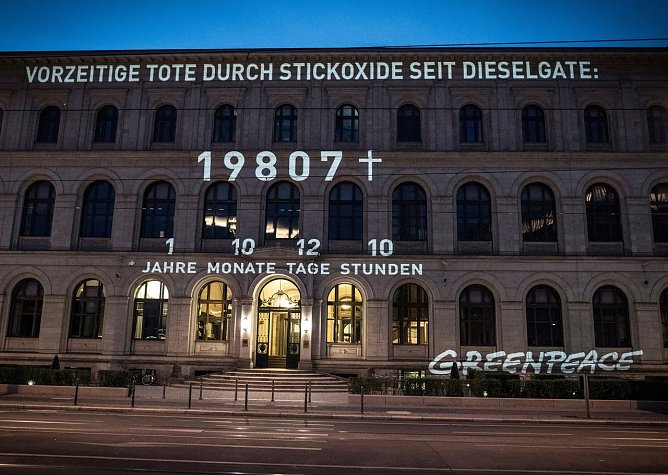 VORZEITIGE TOTE DURCH STICKOXIDE SEIT DIESELGATE:
19807 †
1 10 12 10
JAHRE MONATE TAGE STUNDEN
GREENPEACE